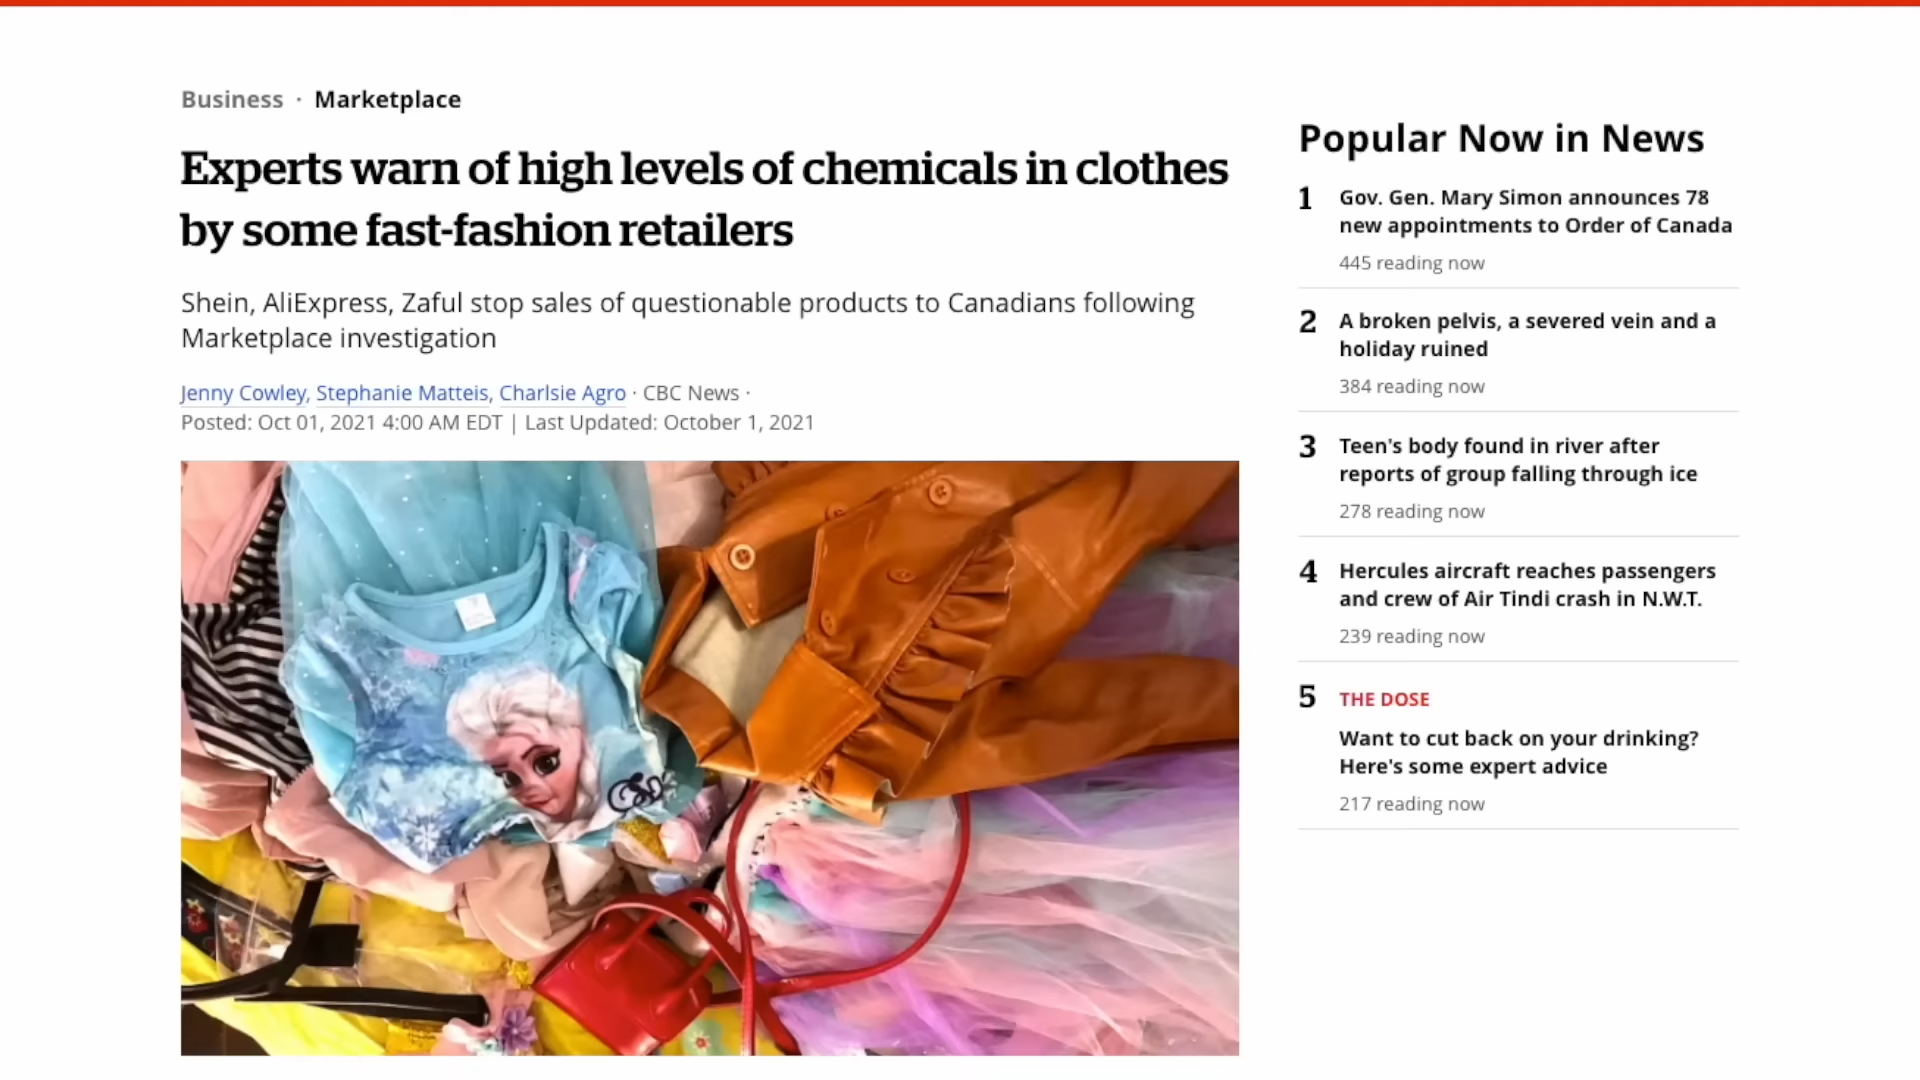 Business · Marketplace
Experts warn of high levels of chemicals in clothes
by some fast-fashion retailers
Shein, AliExpress, Zaful stop sales of questionable products to Canadians following
Marketplace investigation
Jenny Cowley, Stephanie Matteis, Charlsie Agro · CBC News ·
Posted: Oct 01, 2021 4:00 AM EDT | Last Updated: October 1, 2021
Popular Now in News
1 Gov. Gen. Mary Simon announces 78
new appointments to Order of Canada
445 reading now
2 A broken pelvis, a severed vein and a
holiday ruined
384 reading now
3 Teen's body found in river after
reports of group falling through ice
278 reading now
4 Hercules aircraft reaches passengers
and crew of Air Tindi crash in N.W.T.
239 reading now
5 THE DOSE
Want to cut back on your drinking?
Here's some expert advice
217 reading now